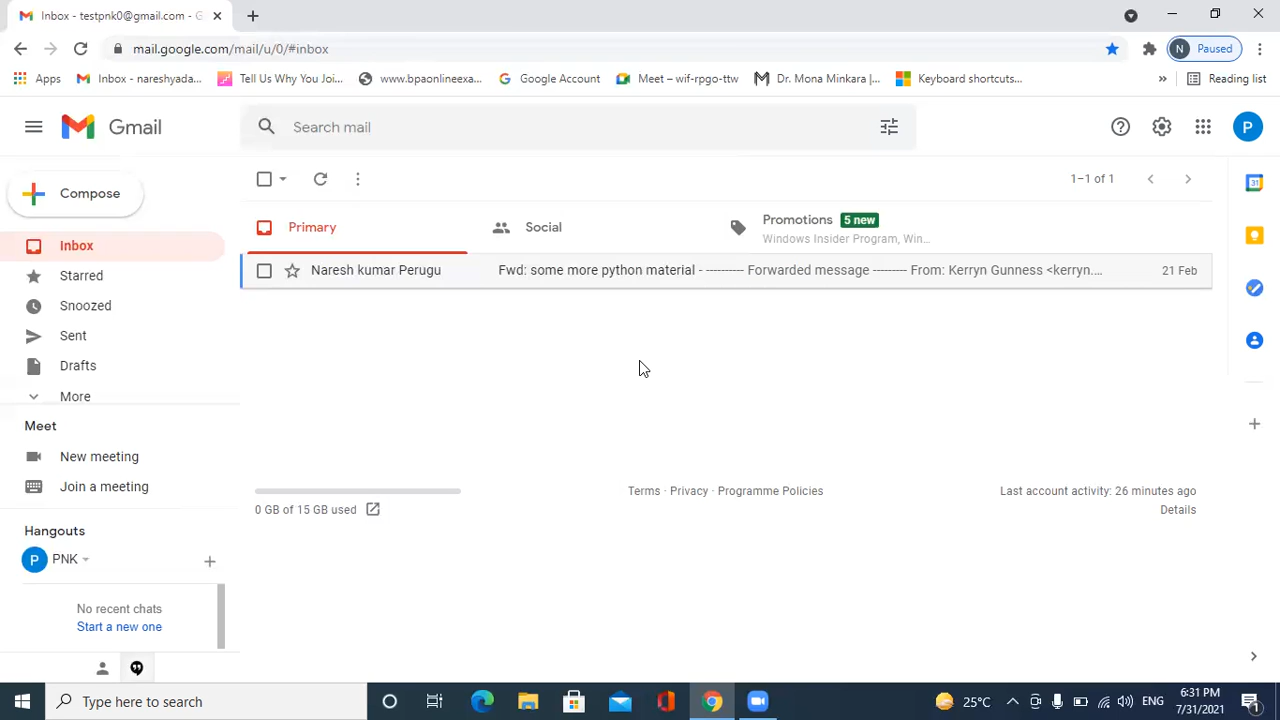 Inbox - testpnk0@gmail.com - G
mail.google.com/mail/u/0/#inbox
N Paused
Apps
Inbox - nareshyada...
Tell Us Why You Joi...
www.bpaonlineexa...
Google Account
Meet – wif-rpgo-ttw
Dr. Mona Minkara |...
Keyboard shortcuts...
»
Reading list
Gmail
Search mail
P
Compose
1–1 of 1
Inbox
Starred
Snoozed
Sent
Drafts
More
Primary
Social
Promotions 5 new
Windows Insider Program, Win...
Naresh kumar Perugu Fwd: some more python material - ---------- Forwarded message --------- From: Kerryn Gunness <kerryn.... 21 Feb
31
Meet
New meeting
Join a meeting
Hangouts
P PNK
No recent chats
Start a new one
0 GB of 15 GB used
Terms · Privacy · Programme Policies
Last account activity: 26 minutes ago
Details
Type here to search
25°C
ENG
6:31 PM
7/31/2021
1